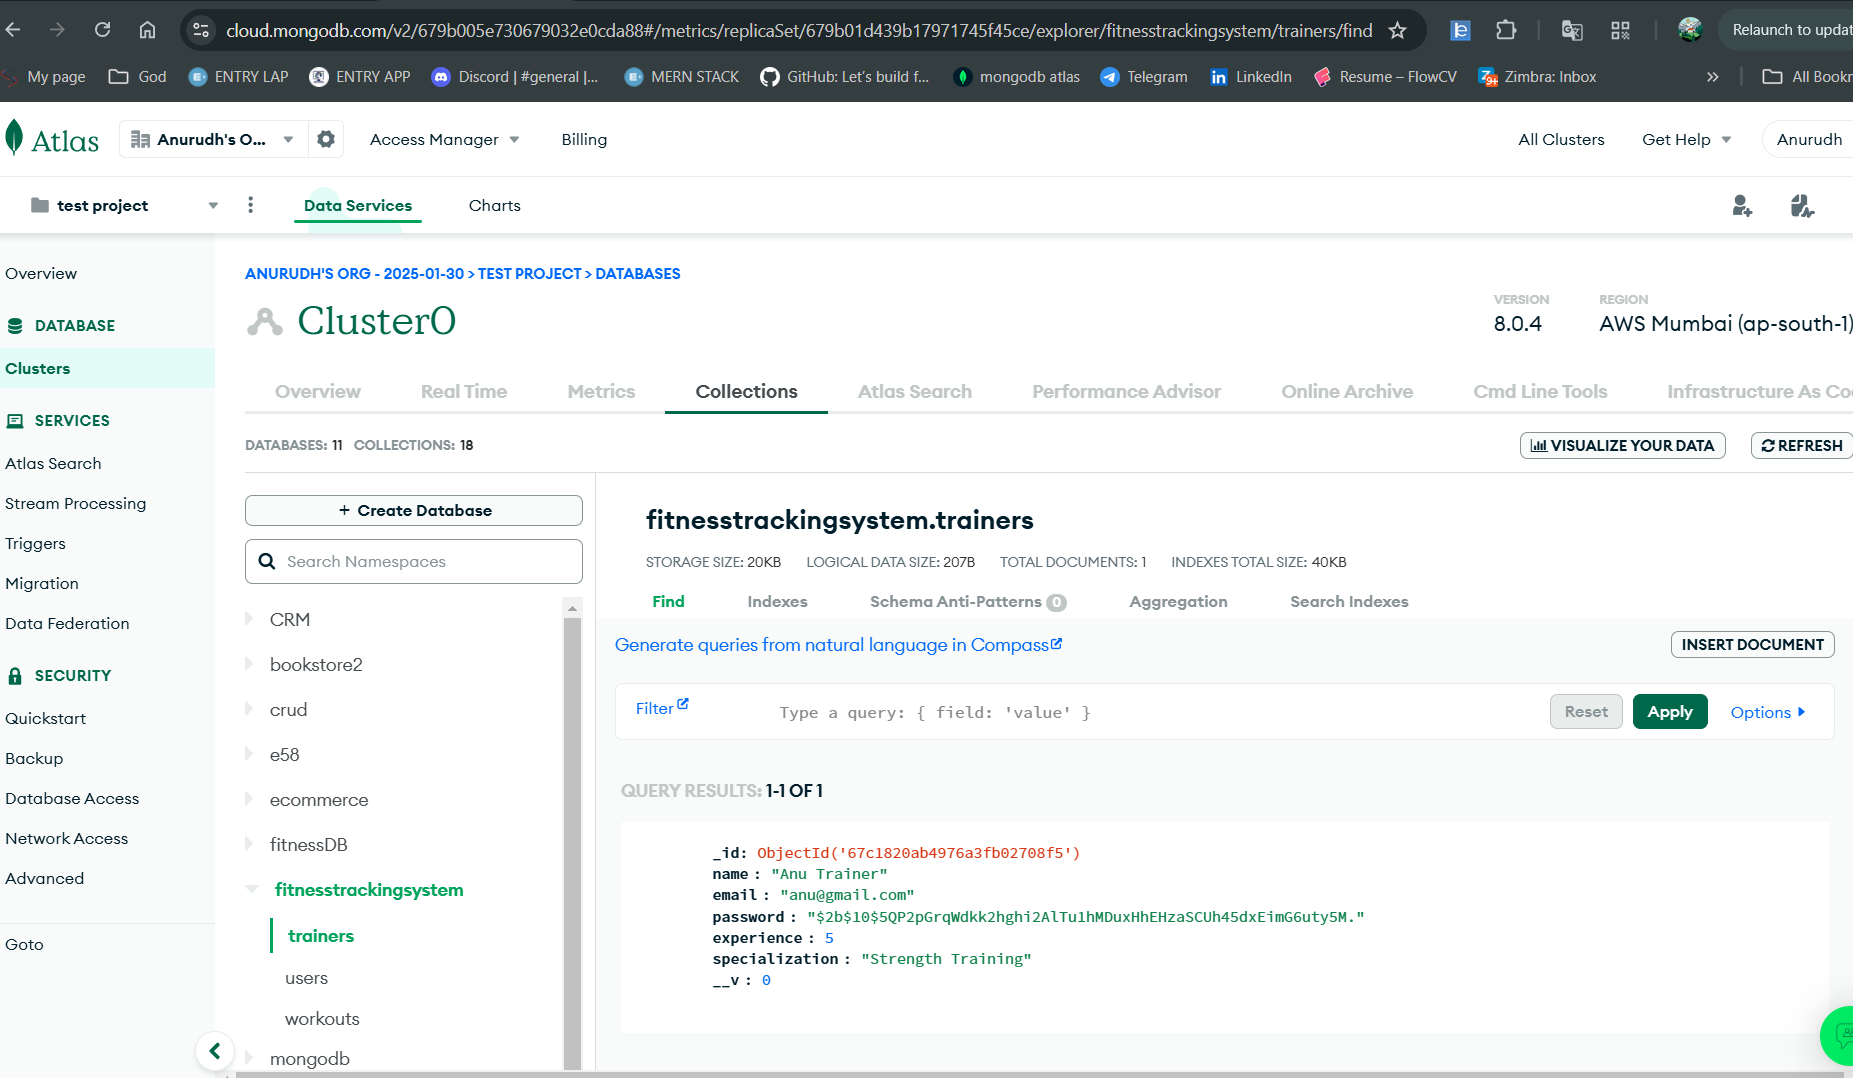 cloud.mongodb.com/v2/679b005e730679032e0cda88#/metrics/replicaSet/679b01d439b17971745f45ce/explorer/fitnesstrackingsystem/trainers/find
Relaunch to updat
My page
God
ENTRY LAP
ENTRY APP
Discord | #general |...
MERN STACK
GitHub: Let's build f...
mongodb atlas
Telegram
LinkedIn
Resume – FlowCV
9+
Zimbra: Inbox
»
All Bookr
Atlas
Anurudh's O...
Access Manager
Billing
All Clusters
Get Help
Anurudh
test project
Data Services
Charts
Overview
DATABASE
Clusters
SERVICES
Atlas Search
Stream Processing
Triggers
Migration
Data Federation
SECURITY
Quickstart
Backup
Database Access
Network Access
Advanced
Goto
ANURUDH'S ORG - 2025-01-30 > TEST PROJECT > DATABASES
Cluster0
VERSION
8.0.4
REGION
AWS Mumbai (ap-south-1)
Overview
Real Time
Metrics
Collections
Atlas Search
Performance Advisor
Online Archive
Cmd Line Tools
Infrastructure As Co
DATABASES: 11 COLLECTIONS: 18
VISUALIZE YOUR DATA
REFRESH
+ Create Database
Search Namespaces
CRM
bookstore2
crud
e58
ecommerce
fitnessDB
fitnesstrackingsystem
trainers
users
workouts
mongodb
fitnesstrackingsystem.trainers
STORAGE SIZE: 20KB LOGICAL DATA SIZE: 207B TOTAL DOCUMENTS: 1 INDEXES TOTAL SIZE: 40KB
Find
Indexes
Schema Anti-Patterns 0
Aggregation
Search Indexes
Generate queries from natural language in Compass
INSERT DOCUMENT
Filter
Type a query: { field: 'value' }
Reset
Apply
Options
QUERY RESULTS: 1-1 OF 1
_id: ObjectId('67c1820ab4976a3fb02708f5')
name : "Anu Trainer"
email : "anu@gmail.com"
password : "$2b$10$5QP2pGrqWdkk2hghi2AlTu1hMDuxHhEHzaSCUh45dxEimG6uty5M."
experience : 5
specialization : "Strength Training"
__v : 0